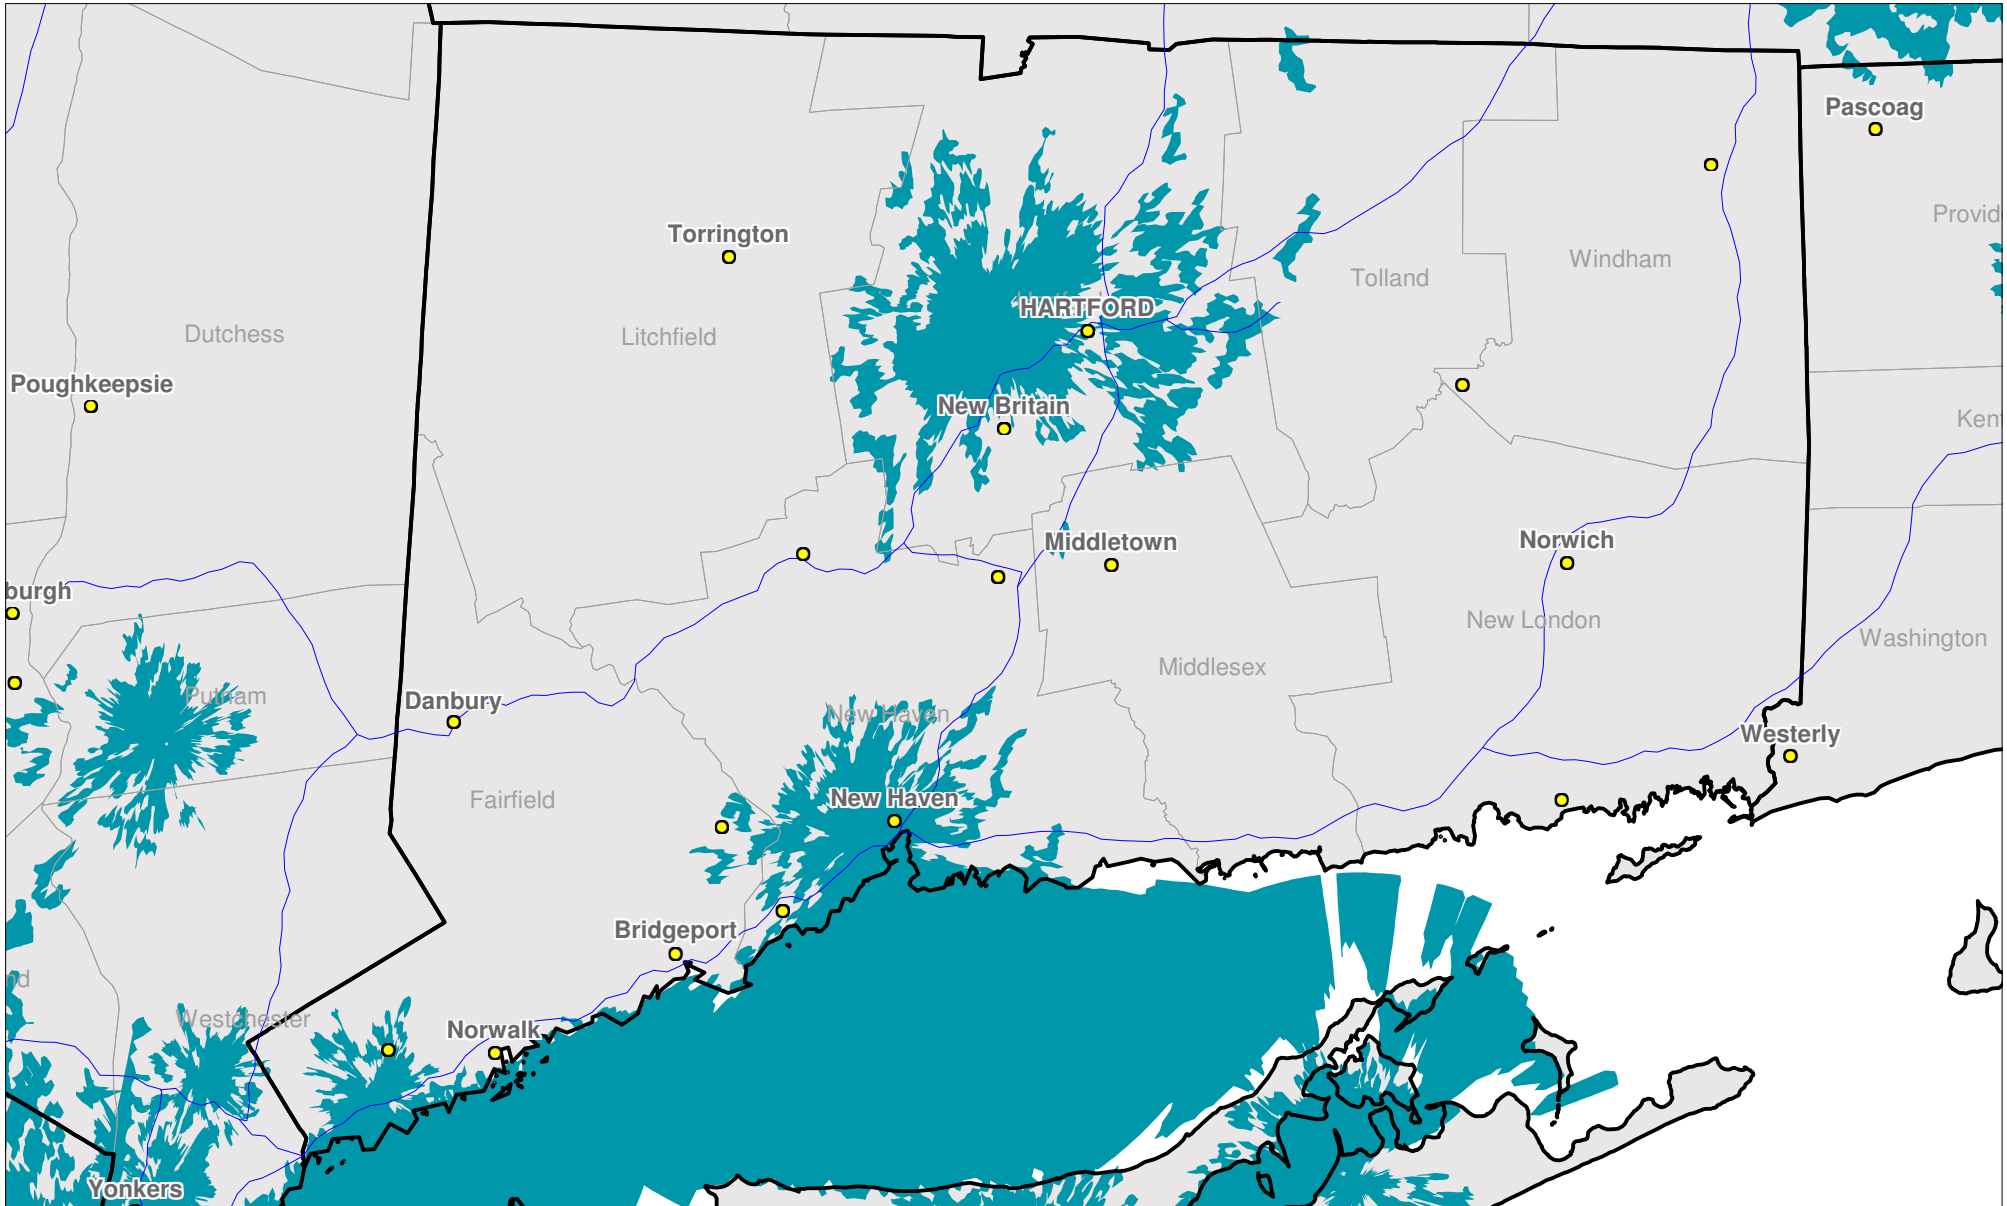 Pascoag
Provid
Torrington
Windham
Tolland
HARTFORD
Dutchess
Litchfield
Poughkeepsie
New Britain
Kent
Middletown
Norwich
burgh
New London
Washington
Middlesex
Putnam
Danbury
New Haven
Westerly
Fairfield
New Haven
Bridgeport
nd
Westchester
Norwalk
Yonkers